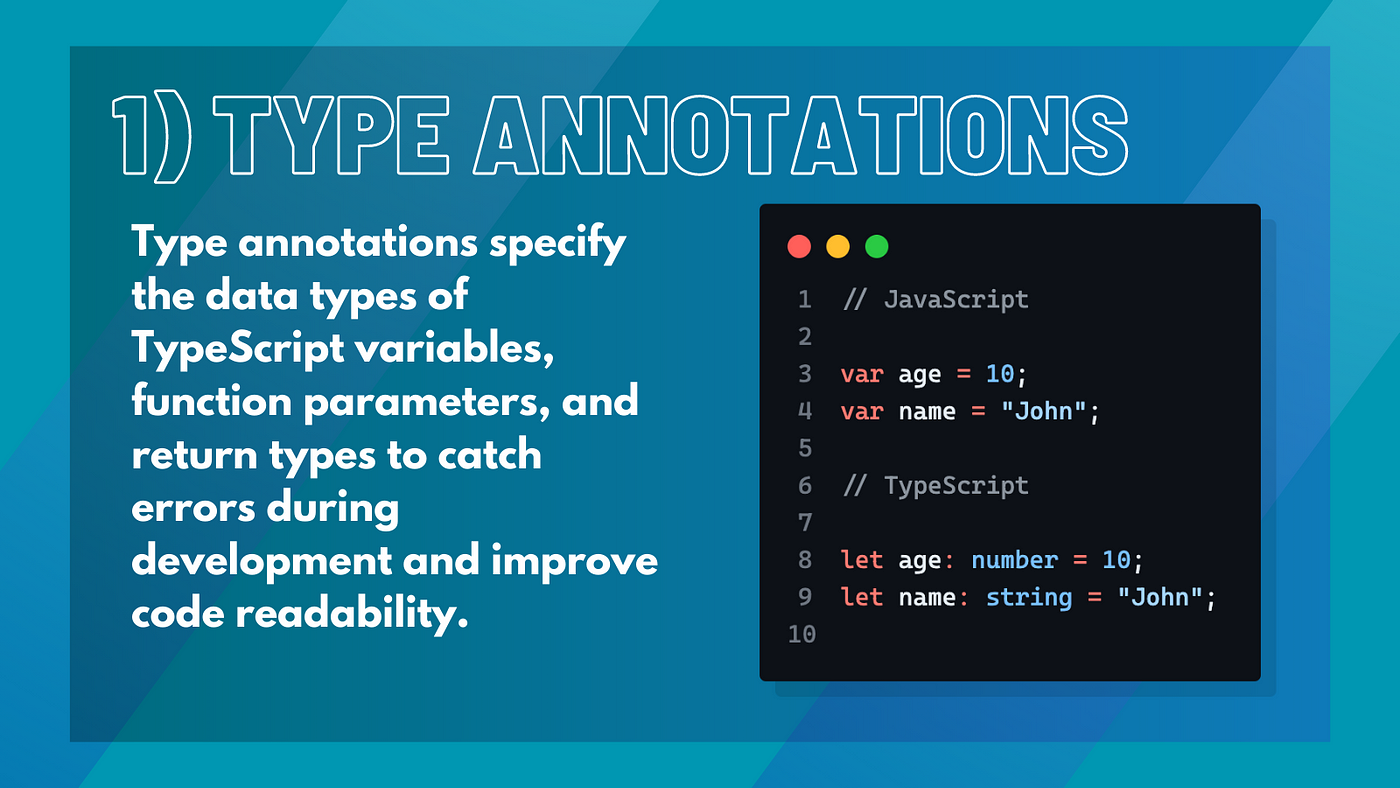 1) TYPE ANNOTATIONS
Type annotations specify
the data types of
TypeScript variables,
function parameters, and
return types to catch
errors during
development and improve
code readability.
1 // JavaScript
2
3 var age = 10;
4 var name = "John";
5
6 // TypeScript
7
8 let age: number = 10;
9 let name: string = "John";
10